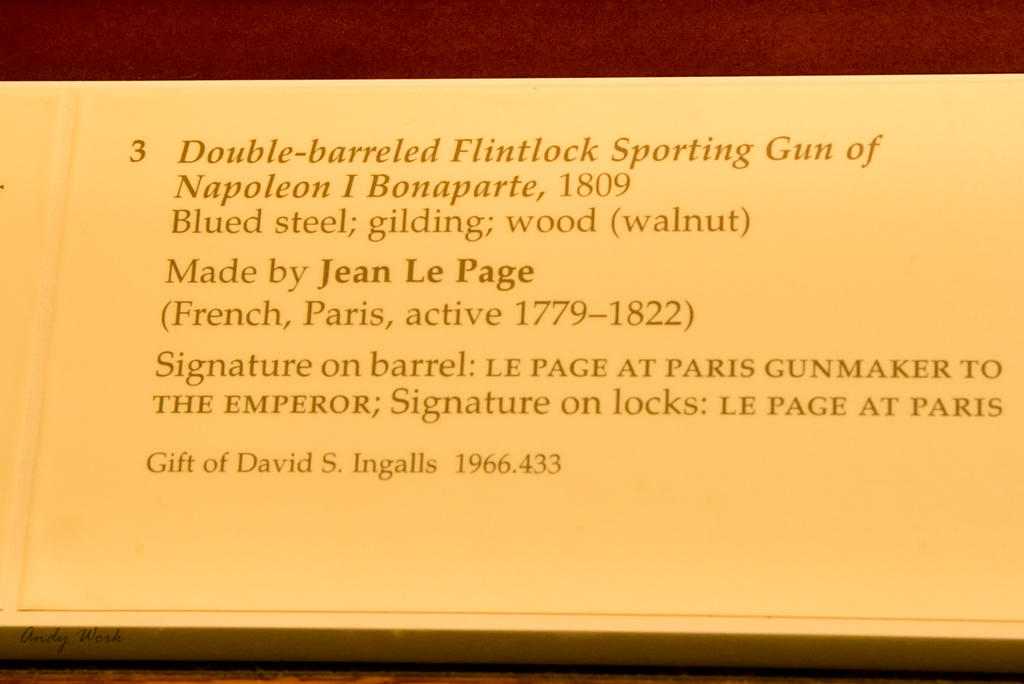 3 Double-barreled Flintlock Sporting Gun of
Napoleon I Bonaparte, 1809
Blued steel; gilding; wood (walnut)
Made by Jean Le Page
(French, Paris, active 1779–1822)
Signature on barrel: LE PAGE AT PARIS GUNMAKER TO
THE EMPEROR; Signature on locks: LE PAGE AT PARIS
Gift of David S. Ingalls 1966.433
Andy Work